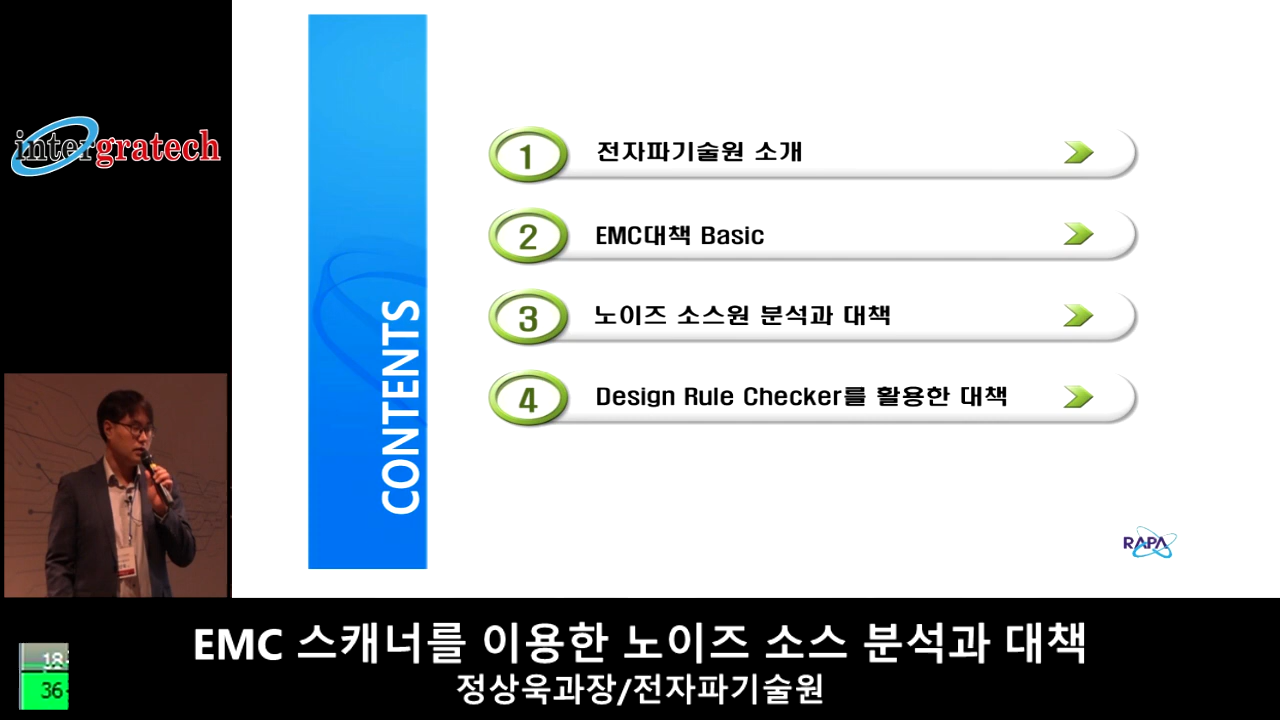 intergratech
CONTENTS
1 전자파기술원 소개
2 EMC대책 Basic
3 노이즈 소스원 분석과 대책
4 Design Rule Checker를 활용한 대책
RAPA
EMC 스캐너를 이용한 노이즈 소스 분석과 대책
정상욱과장/전자파기술원
18
36